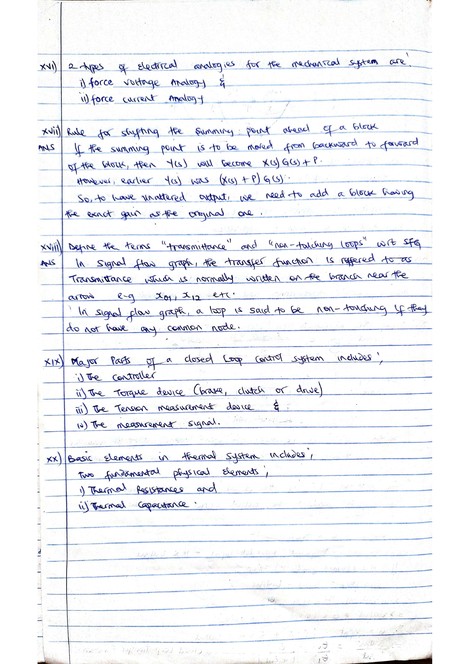 xvi) 2 types of electrical analogies for the mechanical system are:
i) force voltage analogy &
ii) force current analogy
xvii) Rule for shifting the summing point ahead of a block
ANS If the summing point is to be moved from backward to forward
of the block, then Y(s) will become X(s)G(s) + P.
However, earlier Y(s) was (X(s) + P)G(s).
So, to have unaltered output, we need to add a block having
the exact gain as the original one.
xviii) Define the terms "transmittance" and "non-touching loops" wrt SFG
ANS In signal flow graph, the transfer function is reffered to as
Transmittance which is normally written on the branch near the
arrow e-g X01, X12 etc.
In signal flow graph, a loop is said to be non-touching if they
do not have any common node.
xix) Major Parts of a closed Loop control system includes;
i) The controller
ii) The Torque device (brake, clutch or drive)
iii) The Tension measurement device &
iv) The measurement signal.
xx) Basic elements in thermal system includes;
Two fundamental physical elements;
i) Thermal Resistances and
ii) Thermal Capacitance.